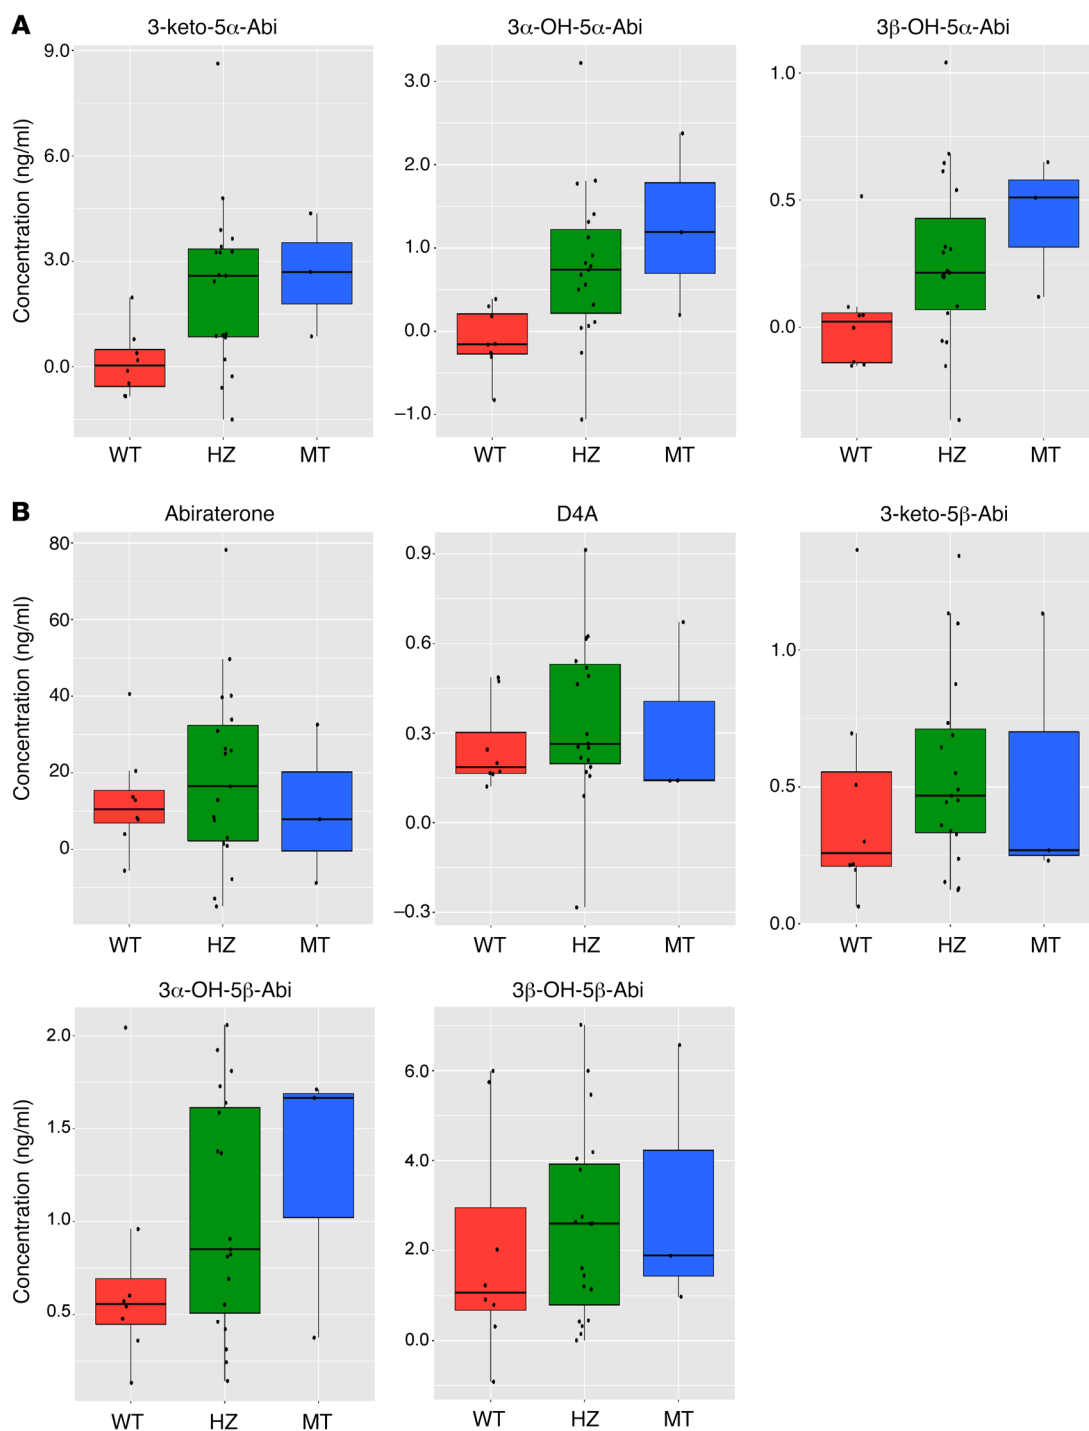 A
3-keto-5α-Abi
3α-OH-5α-Abi
3β-OH-5α-Abi
Concentration (ng/ml)
9.0
6.0
3.0
0.0
3.0
2.0
1.0
0.0
−1.0
1.0
0.5
0.0
WT HZ MT
WT HZ MT
WT HZ MT
B
Abiraterone
D4A
3-keto-5β-Abi
Concentration (ng/ml)
80
60
40
20
0
0.9
0.6
0.3
0.0
−0.3
1.0
0.5
0.0
WT HZ MT
WT HZ MT
WT HZ MT
3α-OH-5β-Abi
3β-OH-5β-Abi
Concentration (ng/ml)
2.0
1.5
1.0
0.5
6.0
4.0
2.0
0.0
WT HZ MT
WT HZ MT